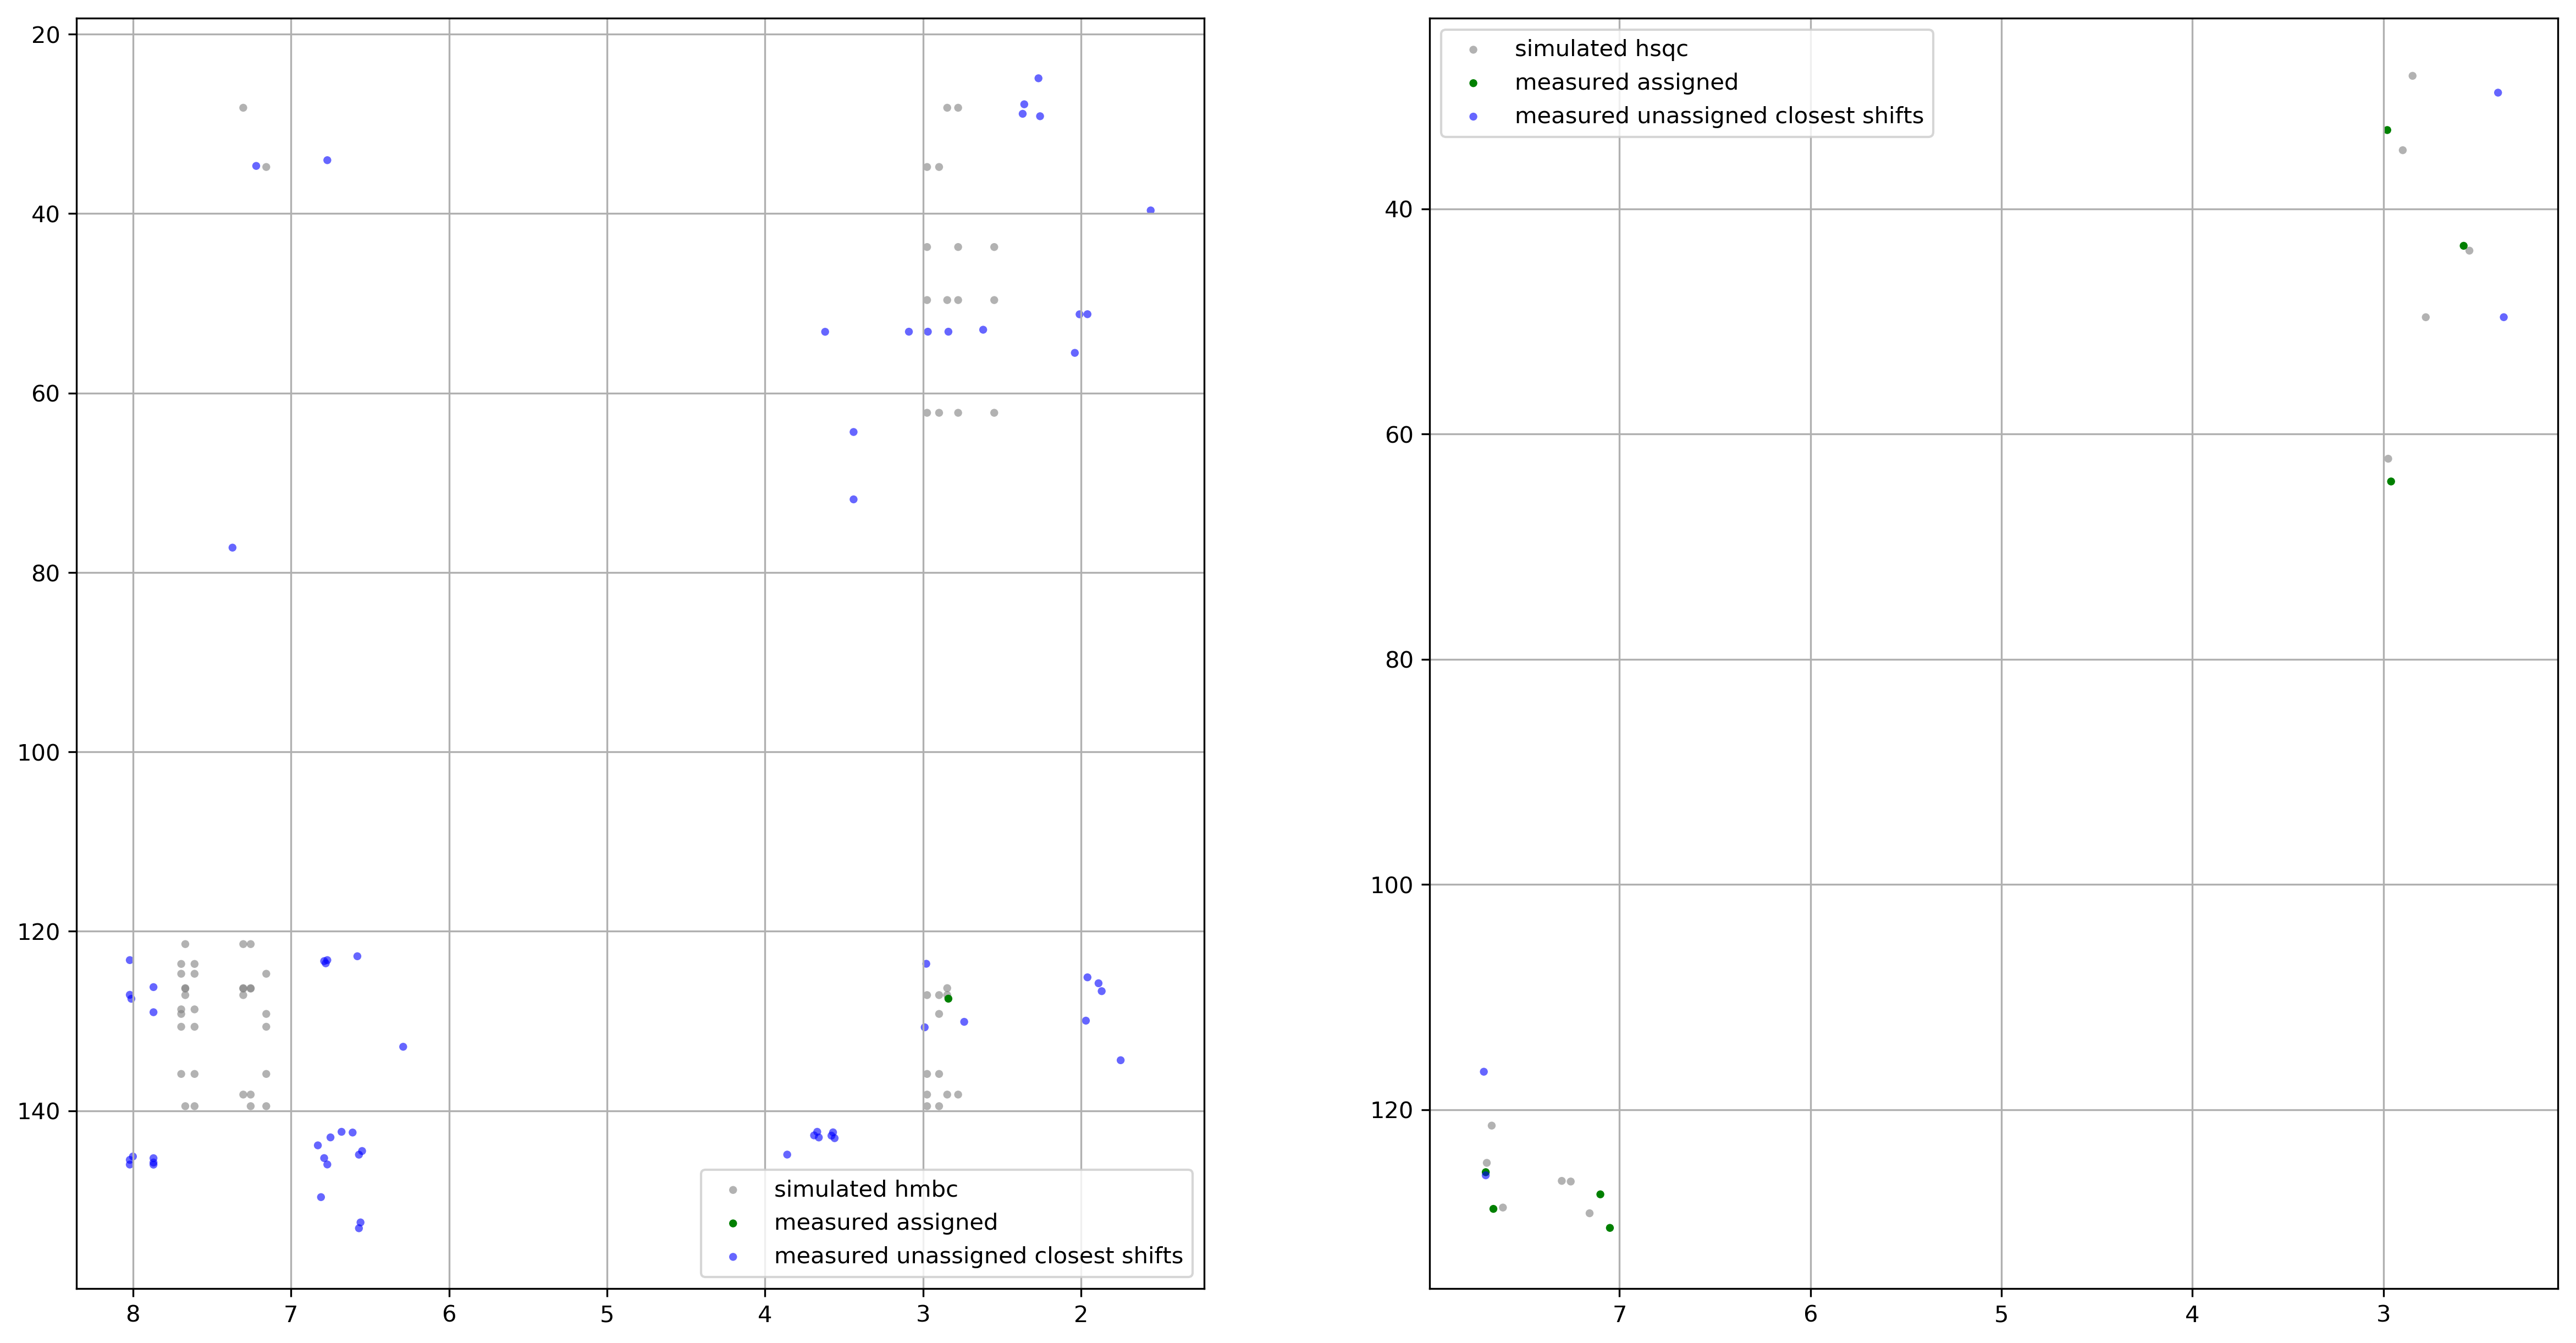 20
40
60
80
100
120
140
8 7 6 5 4 3 2
simulated hmbc
measured assigned
measured unassigned closest shifts
simulated hsqc
measured assigned
measured unassigned closest shifts
40
60
80
100
120
7 6 5 4 3